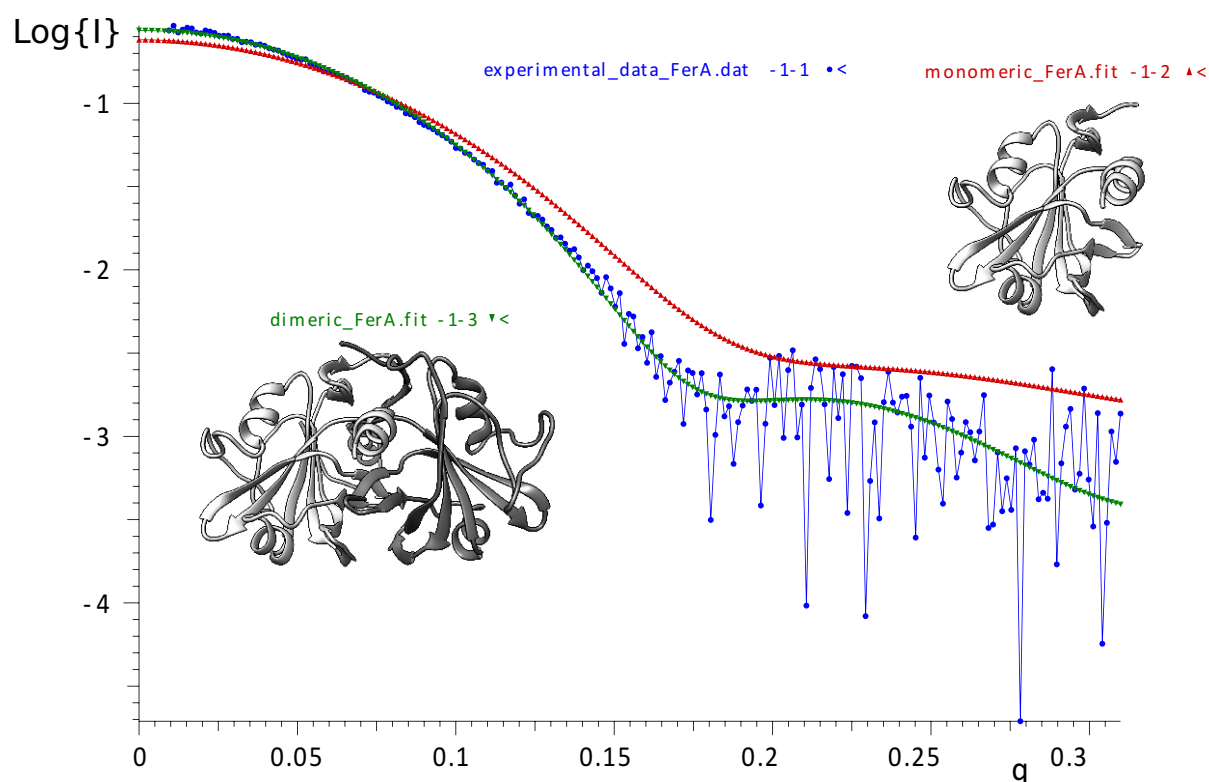 Log{I}
experimental_data_FerA.dat -1-1 <
monomeric_FerA.fit -1-2 <
-1
-2
dimeric_FerA.fit -1-3 <
-3
-4
0 0.05 0.1 0.15 0.2 0.25 0.3
q